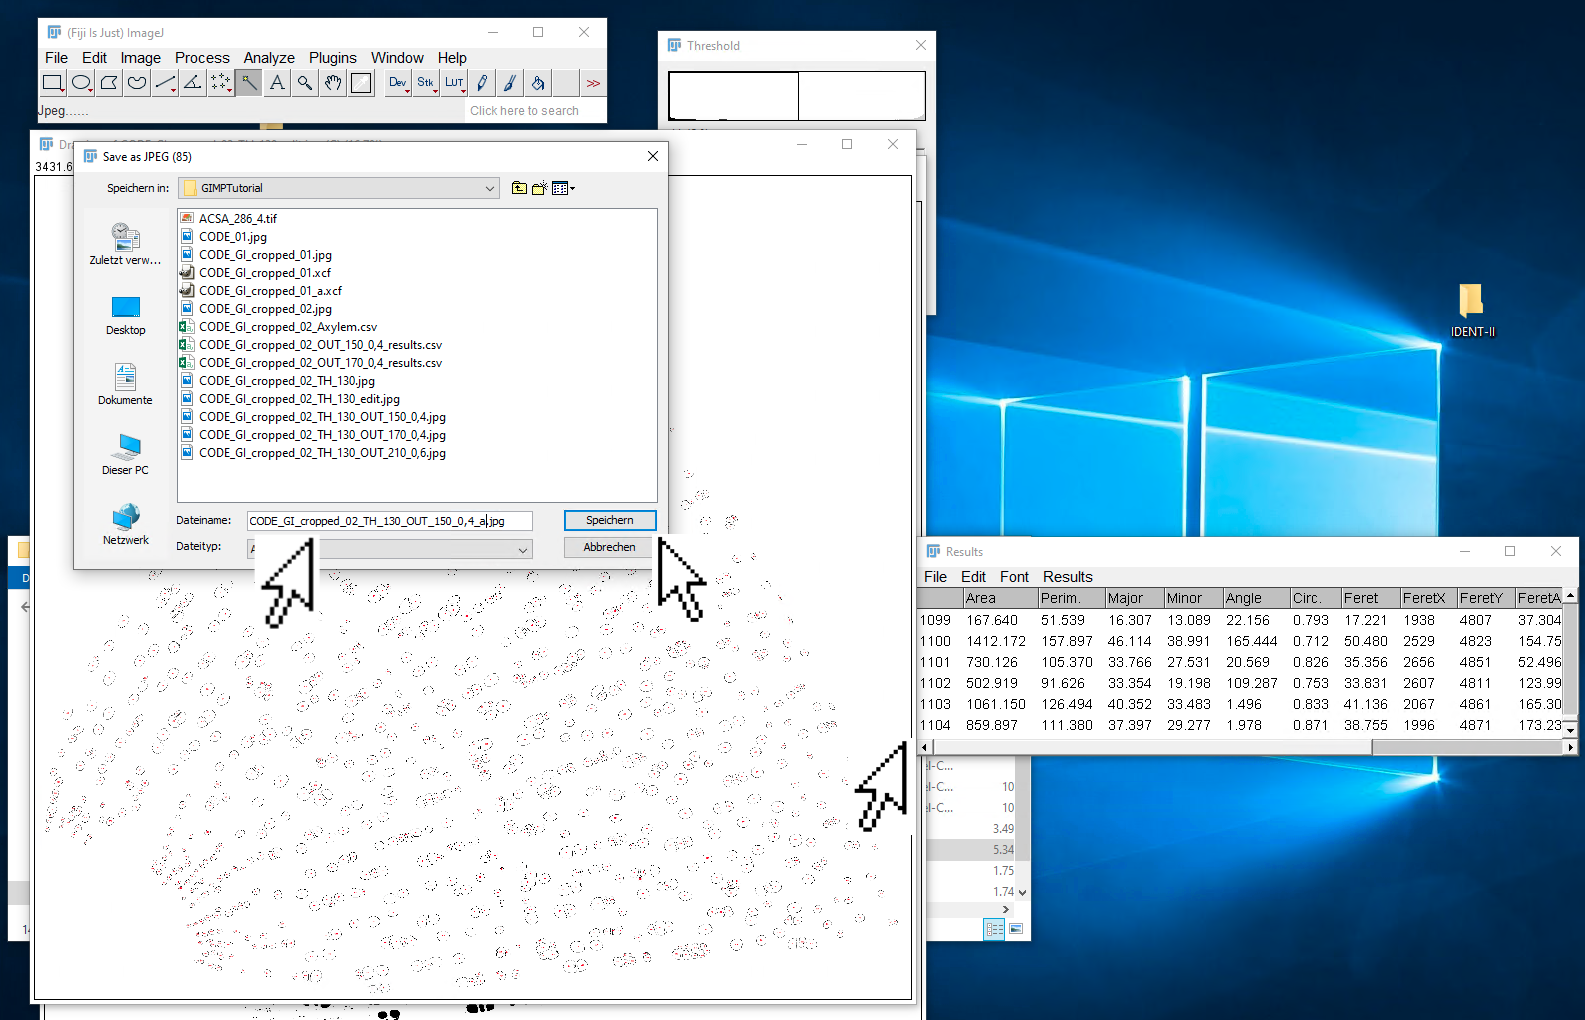 (Fiji Is Just) ImageJ
File Edit Image Process Analyze Plugins Window Help
Dev Stk LUT >>
Jpeg......
Click here to search
Threshold
3431.6
Save as JPEG (85)
Speichern in:
GIMPTutorial
Zuletzt verw...
Desktop
Dokumente
Dieser PC
Netzwerk
ACSA_286_4.tif
CODE_01.jpg
CODE_GI_cropped_01.jpg
CODE_GI_cropped_01.xcf
CODE_GI_cropped_01_a.xcf
CODE_GI_cropped_02.jpg
CODE_GI_cropped_02_Axylem.csv
CODE_GI_cropped_02_OUT_150_0,4_results.csv
CODE_GI_cropped_02_OUT_170_0,4_results.csv
CODE_GI_cropped_02_TH_130.jpg
CODE_GI_cropped_02_TH_130_edit.jpg
CODE_GI_cropped_02_TH_130_OUT_150_0,4.jpg
CODE_GI_cropped_02_TH_130_OUT_170_0,4.jpg
CODE_GI_cropped_02_TH_130_OUT_210_0,6.jpg
Dateiname:
CODE_GI_cropped_02_TH_130_OUT_150_0,4_a.jpg
Speichern
Dateityp:
Abbrechen
IDENT-II
Results
File Edit Font Results
Area Perim. Major Minor Angle Circ. Feret FeretX FeretY FeretA
1099 167.640 51.539 16.307 13.089 22.156 0.793 17.221 1938 4807 37.304
1100 1412.172 157.897 46.114 38.991 165.444 0.712 50.480 2529 4823 154.75
1101 730.126 105.370 33.766 27.531 20.569 0.826 35.356 2656 4851 52.496
1102 502.919 91.626 33.354 19.198 109.287 0.753 33.831 2607 4811 123.99
1103 1061.150 126.494 40.352 33.483 1.496 0.833 41.136 2067 4861 165.30
1104 859.897 111.380 37.397 29.277 1.978 0.871 38.755 1996 4871 173.23
el-C...
el-C... 10
10
3.49
5.34
1.75
1.74
14